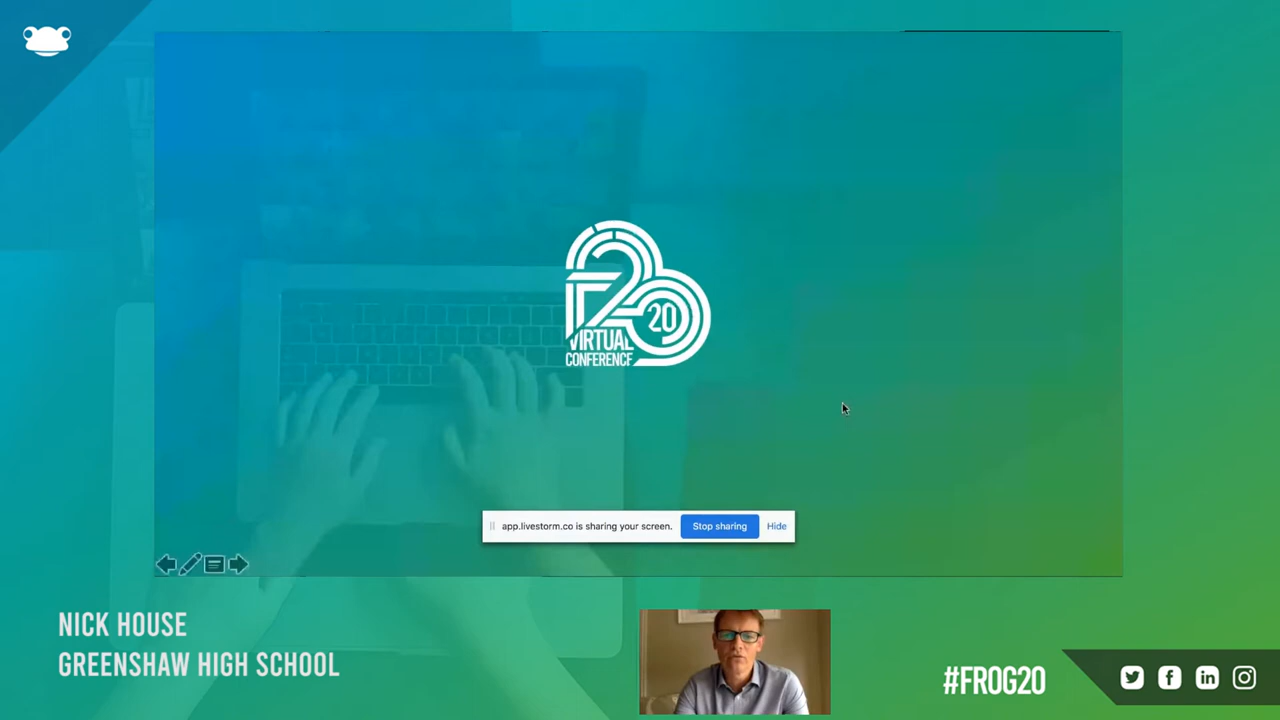 20
VIRTUAL
CONFERENCE
app.livestorm.co is sharing your screen. Stop sharing Hide
NICK HOUSE
GREENSHAW HIGH SCHOOL
#FROG20